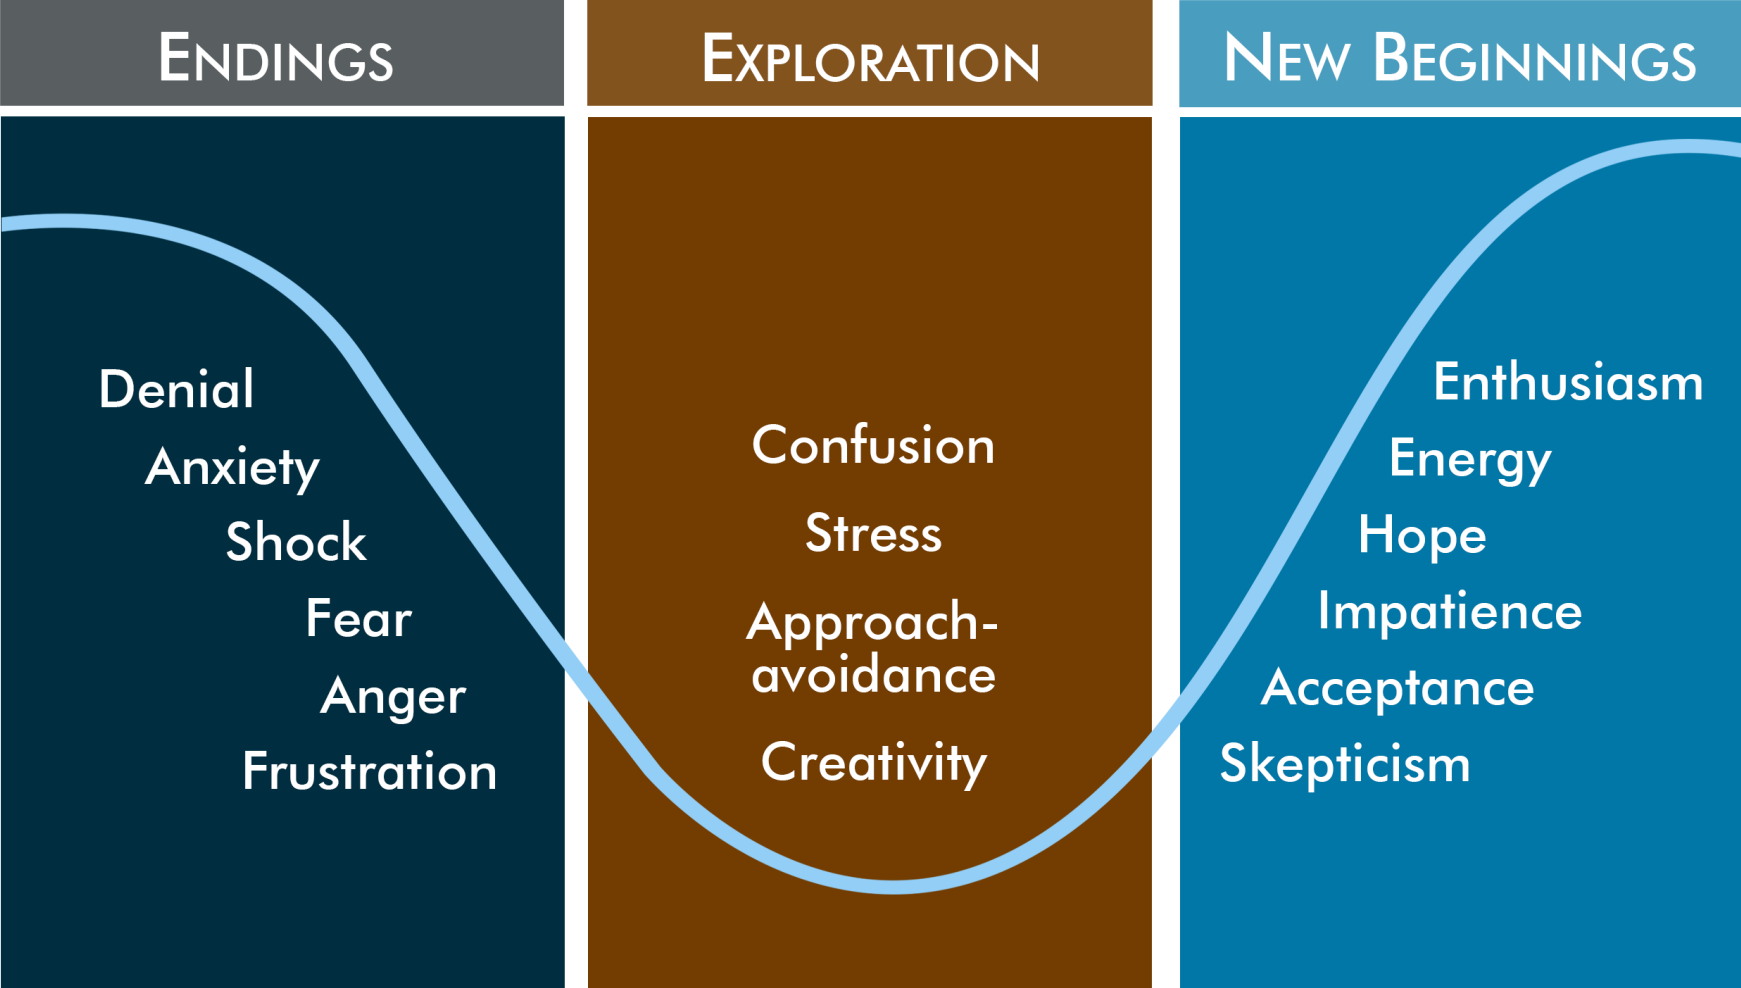 ENDINGS
EXPLORATION
NEW BEGINNINGS
Denial
Anxiety
Shock
Fear
Anger
Frustration
Confusion
Stress
Approach-
avoidance
Creativity
Enthusiasm
Energy
Hope
Impatience
Acceptance
Skepticism